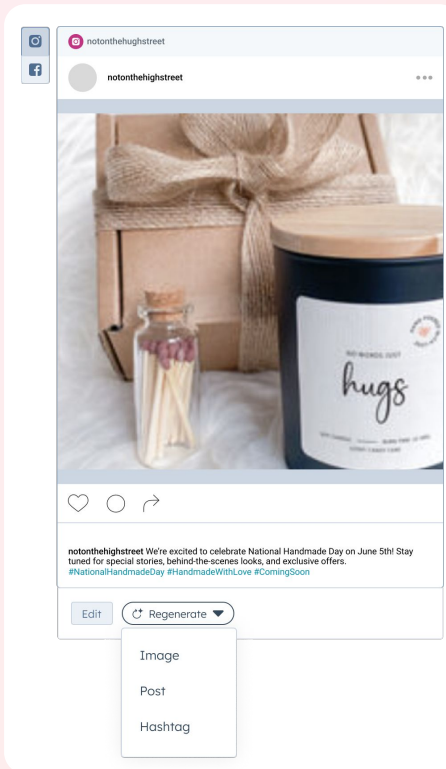 notonthehughstreet
notonthehighstreet
NO WORDS, JUST
hugs
notonthehighstreet We're excited to celebrate National Handmade Day on June 5th! Stay
tuned for special stories, behind-the-scenes looks, and exclusive offers.
#NationalHandmadeDay #HandmadeWithLove #ComingSoon
Edit
Regenerate
Image
Post
Hashtag